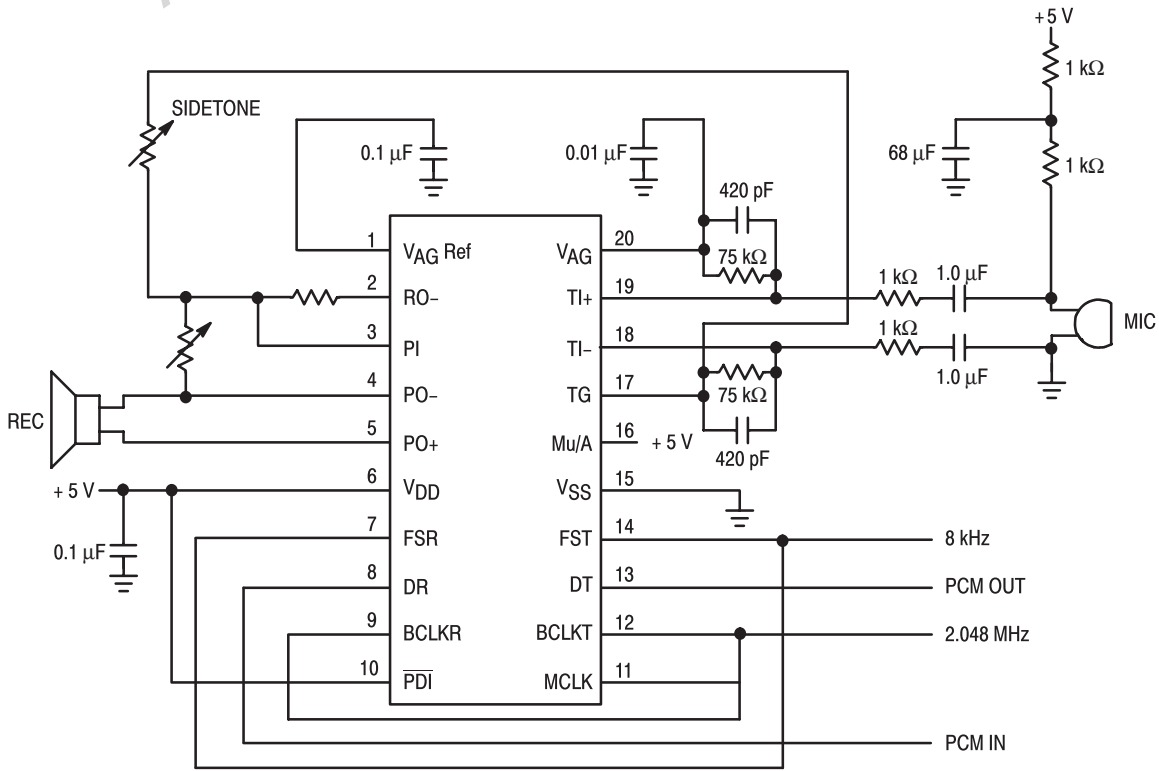 +5 V
1 kΩ
SIDETONE
0.1 µF
0.01 µF
68 µF
1 kΩ
420 pF
1
VAG Ref
VAG
20
75 kΩ
2
RO–
TI+
19
1 kΩ
1.0 µF
3
PI
TI–
18
1 kΩ
MIC
1.0 µF
REC
4
PO–
TG
17
75 kΩ
5
PO+
Mu/A
16
+ 5 V
420 pF
+ 5 V
6
VDD
VSS
15
7
FSR
FST
14
8 kHz
0.1 µF
8
DR
DT
13
PCM OUT
9
BCLKR
BCLKT
12
2.048 MHz
10
PDI
MCLK
11
PCM IN